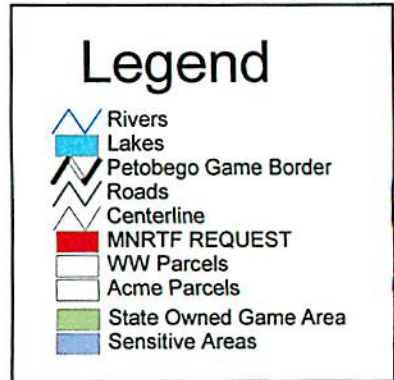 Legend
Rivers
Lakes
Petobego Game Border
Roads
Centerline
MNRTF REQUEST
WW Parcels
Acme Parcels
State Owned Game Area
Sensitive Areas